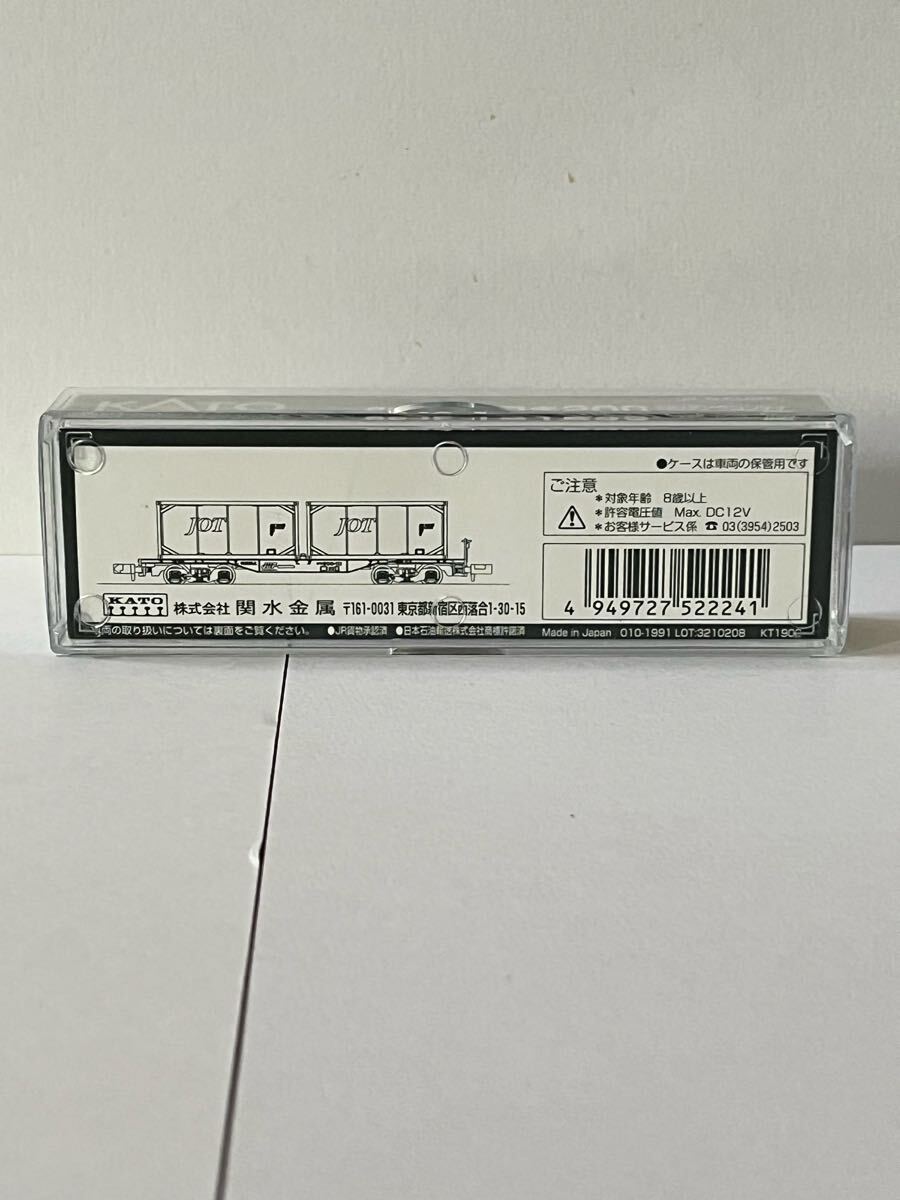 KATO
●ケースは車両の保管用です
ご注意
*対象年齢 8歳以上
*許容電圧値 Max. DC12V
*お客様サービス係 ☎ 03(3954)2503
JOT JOT
KATO
株式会社 関水金属 〒161-0031 東京都新宿区西落合1-30-15
4 949727 522241
両の取り扱いについては裏面をご覧ください。 ●JR貨物承認済 ●日本石油輸送株式会社商標許諾済 Made in Japan 010-1991 LOT:3210208